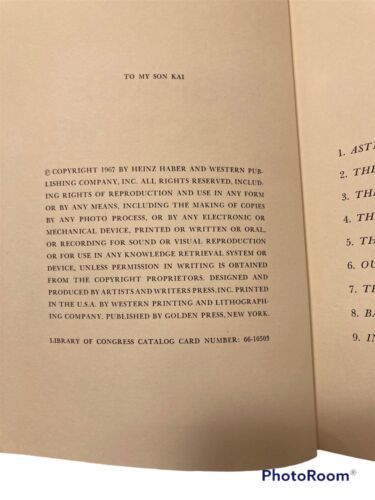 TO MY SON KAI
© COPYRIGHT 1967 BY HEINZ HABER AND WESTERN PUB-
LISHING COMPANY, INC. ALL RIGHTS RESERVED, INCLUD-
ING RIGHTS OF REPRODUCTION AND USE IN ANY FORM
OR BY ANY MEANS, INCLUDING THE MAKING OF COPIES
BY ANY PHOTO PROCESS, OR BY ANY ELECTRONIC OR
MECHANICAL DEVICE, PRINTED OR WRITTEN OR ORAL,
OR RECORDING FOR SOUND OR VISUAL REPRODUCTION
OR FOR USE IN ANY KNOWLEDGE RETRIEVAL SYSTEM OR
DEVICE, UNLESS PERMISSION IN WRITING IS OBTAINED
FROM THE COPYRIGHT PROPRIETORS. DESIGNED AND
PRODUCED BY ARTISTS AND WRITERS PRESS, INC. PRINTED
IN THE U.S.A. BY WESTERN PRINTING AND LITHOGRAPH-
ING COMPANY. PUBLISHED BY GOLDEN PRESS, NEW YORK.
LIBRARY OF CONGRESS CATALOG CARD NUMBER: 66-16503
1.
2. THE
3. THE
4. THE
5.
6.
7.
8.
9.
PhotoRoom®